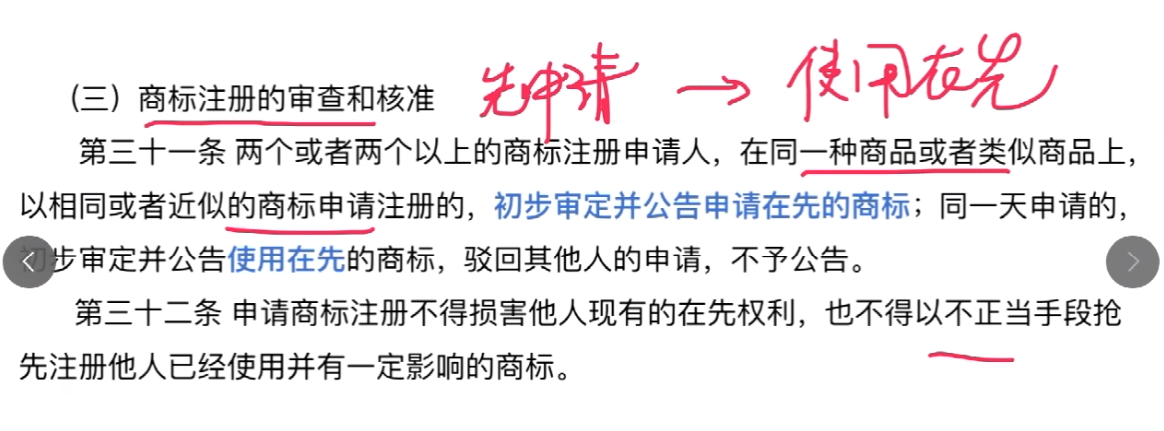 （三）商标注册的审查和核准 先申请 → 使用在先
第三十一条 两个或者两个以上的商标注册申请人，在同一种商品或者类似商品上，
以相同或者近似的商标申请注册的，初步审定并公告申请在先的商标；同一天申请的，
初步审定并公告使用在先的商标，驳回其他人的申请，不予公告。
第三十二条 申请商标注册不得损害他人现有的在先权利，也不得以不正当手段抢
先注册他人已经使用并有一定影响的商标。